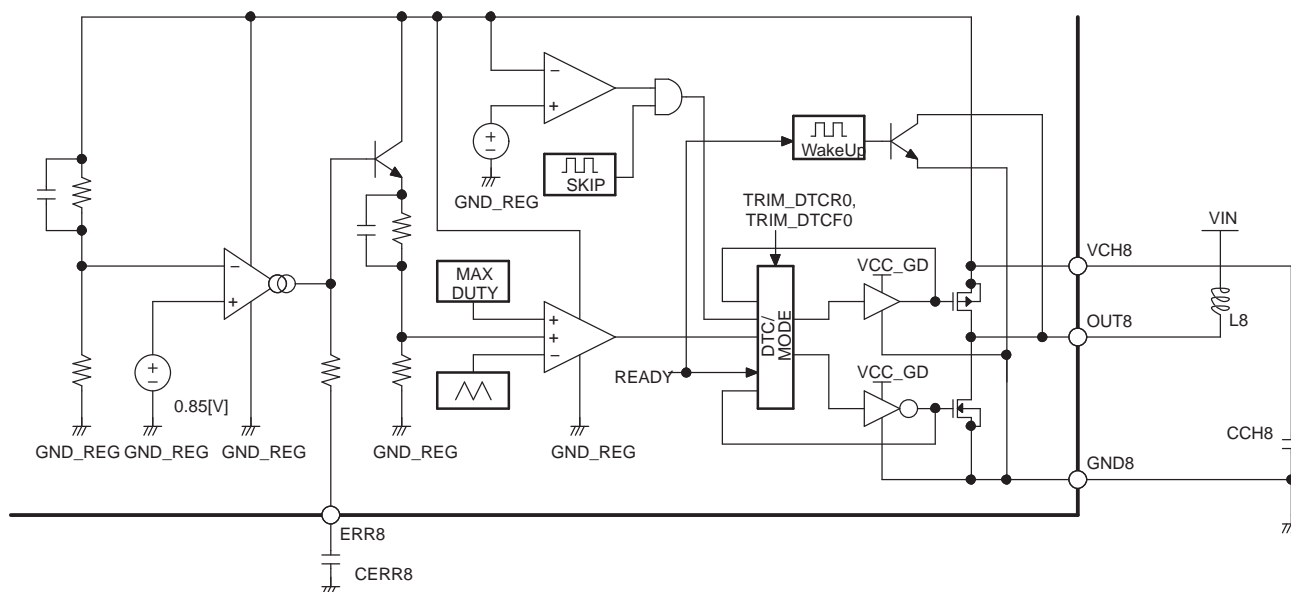 GND_REG
SKIP
WakeUp
TRIM_DTCR0,
TRIM_DTCF0
VIN
VCH8
L8
OUT8
MAX
DUTY
VCC_GD
DTC/
MODE
READY
VCC_GD
0.85[V]
GND_REG
GND_REG
GND_REG
GND_REG
GND_REG
CCH8
GND8
ERR8
CERR8